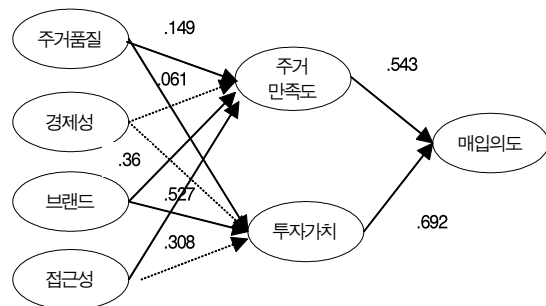 주거품질
.149
주거
만족도
.543
.061
경제성
매입의도
.36
브랜드
.527
투자가치
.692
.308
접근성